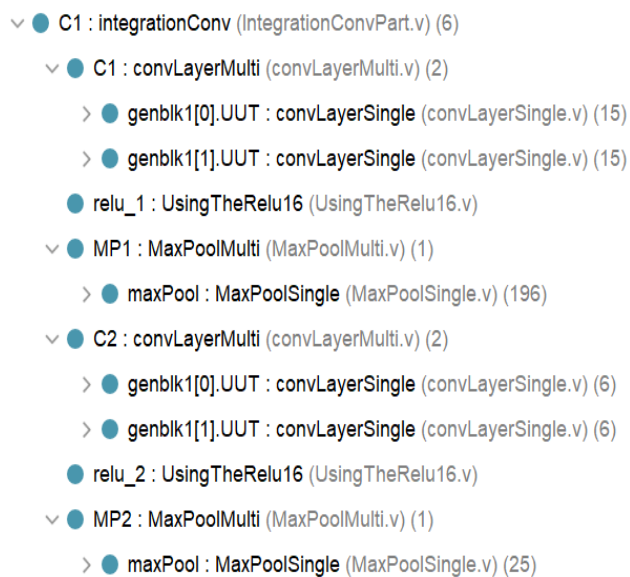 C1 : integrationConv (IntegrationConvPart.v) (6)
C1 : convLayerMulti (convLayerMulti.v) (2)
genblk1[0].UUT : convLayerSingle (convLayerSingle.v) (15)
genblk1[1].UUT : convLayerSingle (convLayerSingle.v) (15)
relu_1 : UsingTheRelu16 (UsingTheRelu16.v)
MP1 : MaxPoolMulti (MaxPoolMulti.v) (1)
maxPool : MaxPoolSingle (MaxPoolSingle.v) (196)
C2 : convLayerMulti (convLayerMulti.v) (2)
genblk1[0].UUT : convLayerSingle (convLayerSingle.v) (6)
genblk1[1].UUT : convLayerSingle (convLayerSingle.v) (6)
relu_2 : UsingTheRelu16 (UsingTheRelu16.v)
MP2 : MaxPoolMulti (MaxPoolMulti.v) (1)
maxPool : MaxPoolSingle (MaxPoolSingle.v) (25)